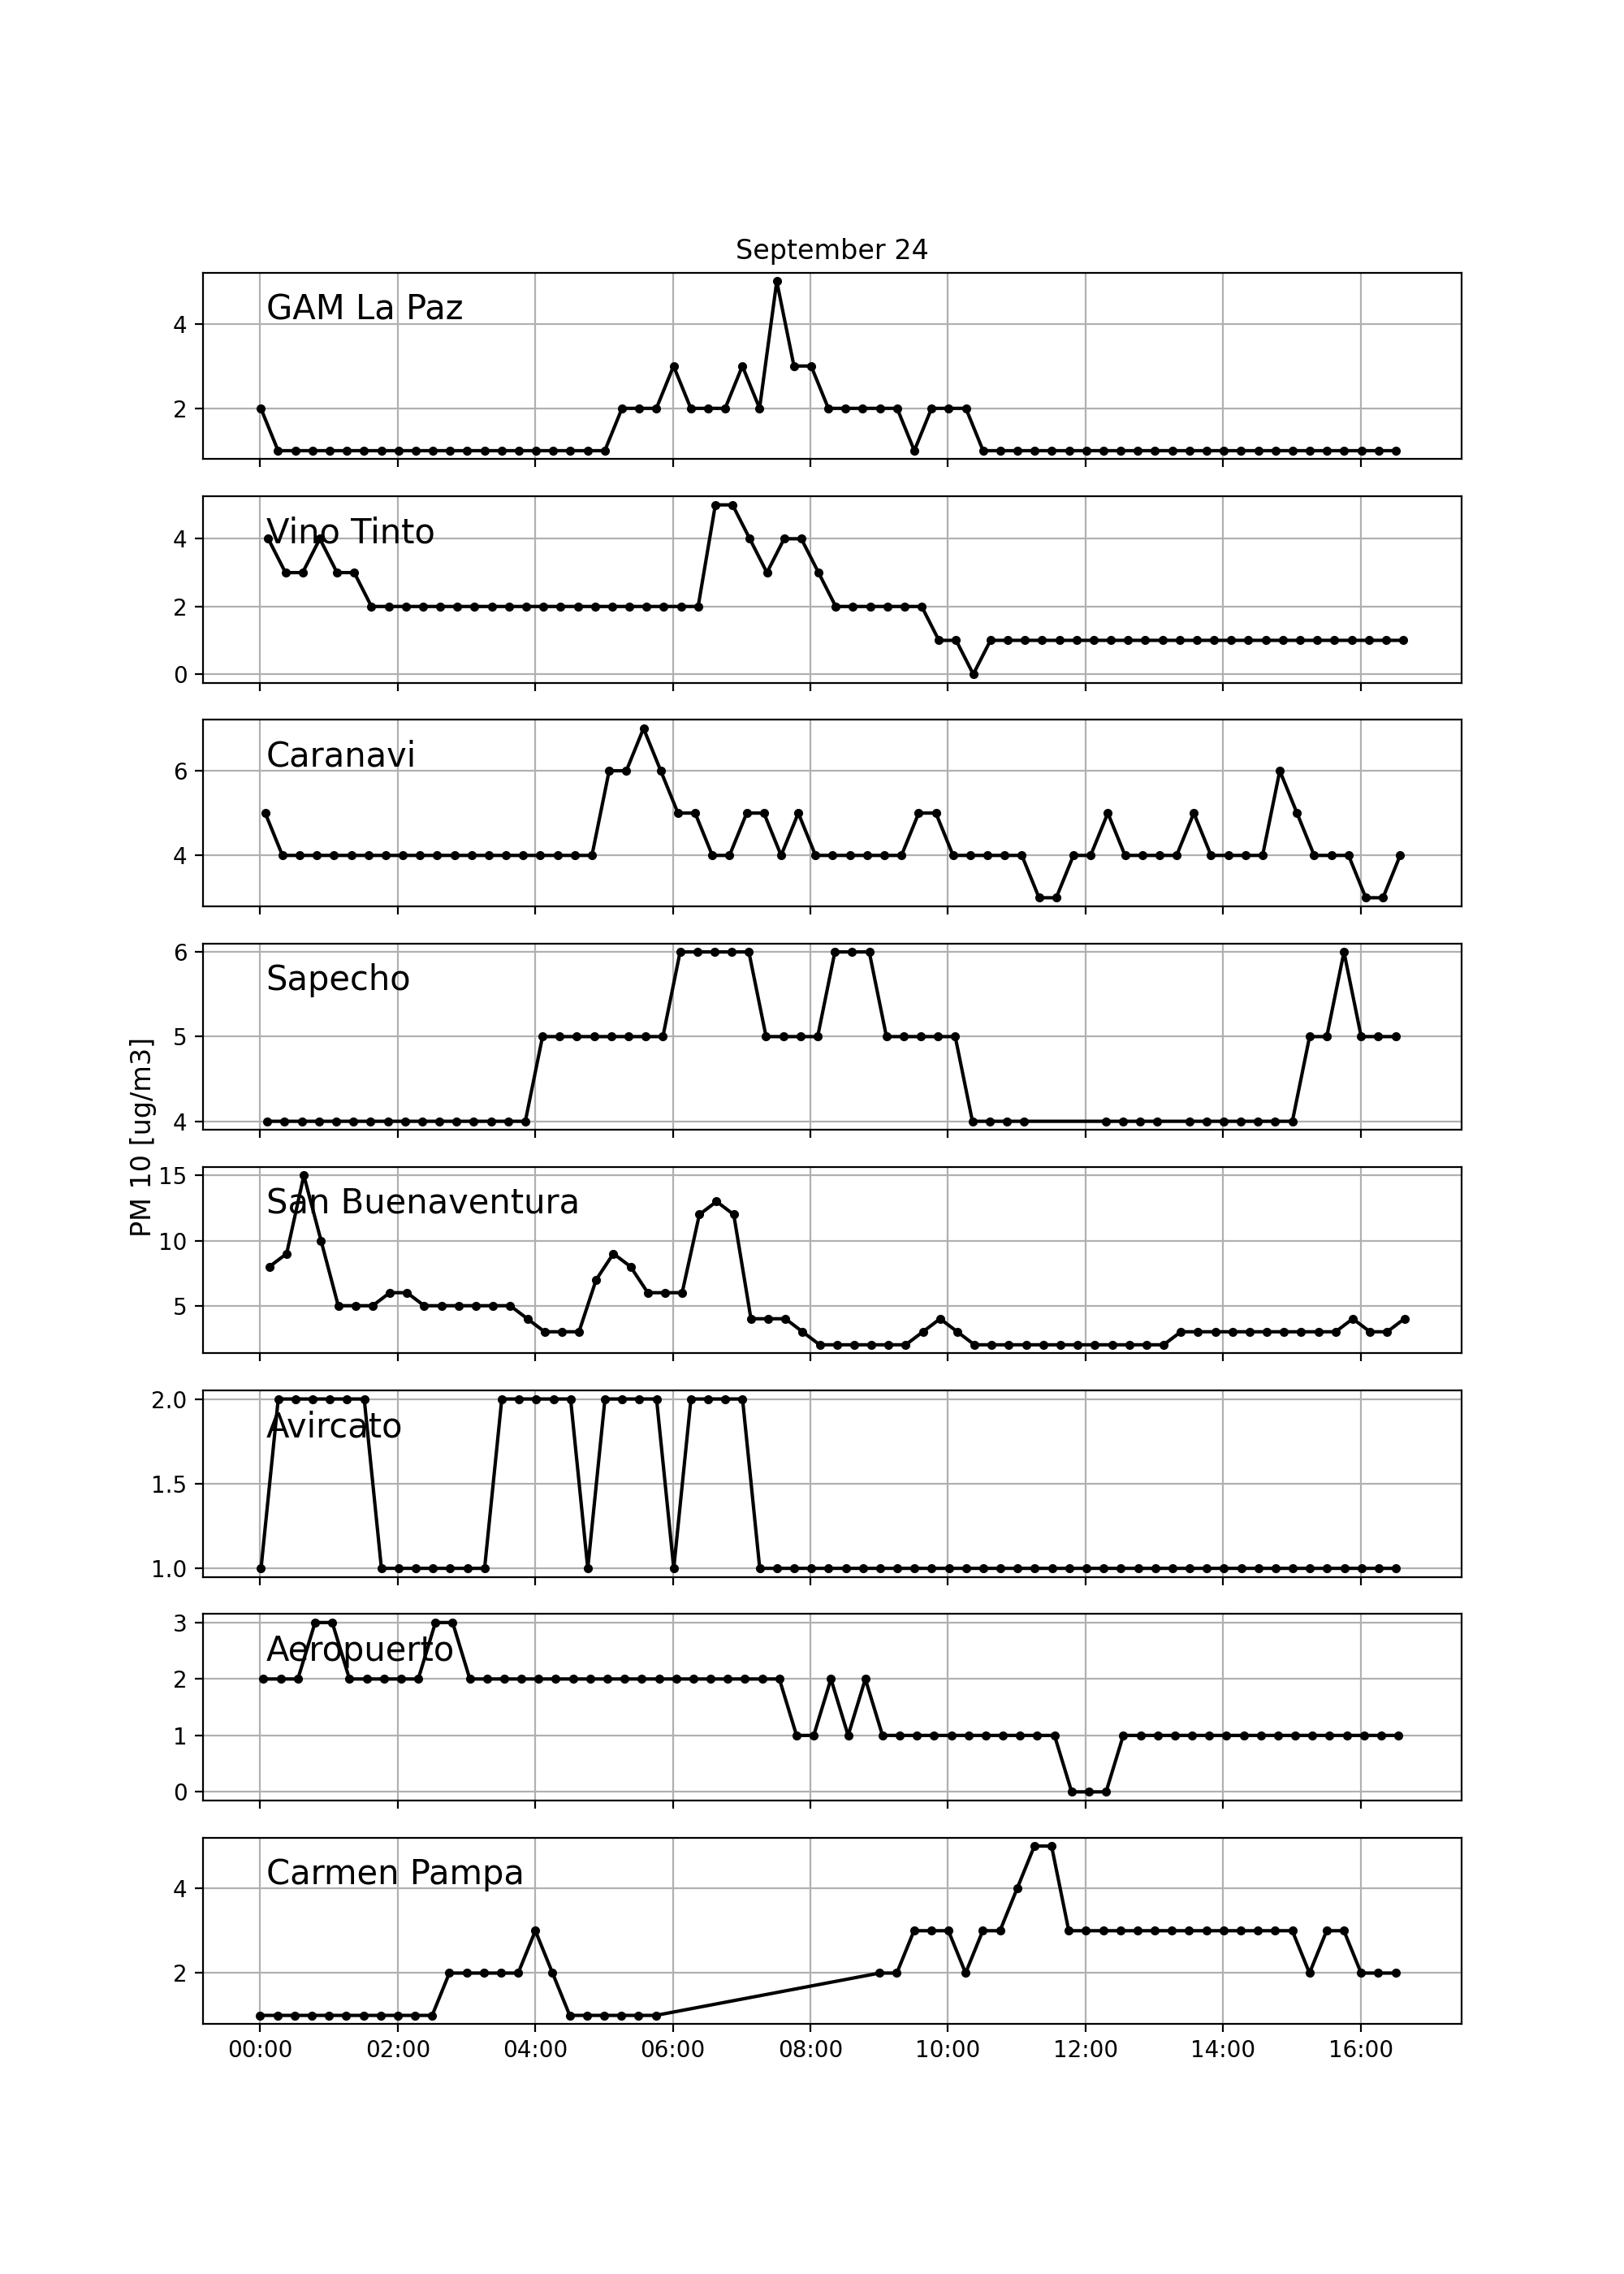 September 24
GAM La Paz
4
2
Vino Tinto
4
2
0
Caranavi
6
4
Sapecho
6
5
4
PM 10 [ug/m3]
San Buenaventura
15
10
5
Avircato
2.0
1.5
1.0
Aeropuerto
3
2
1
0
Carmen Pampa
4
2
00:00 02:00 04:00 06:00 08:00 10:00 12:00 14:00 16:00